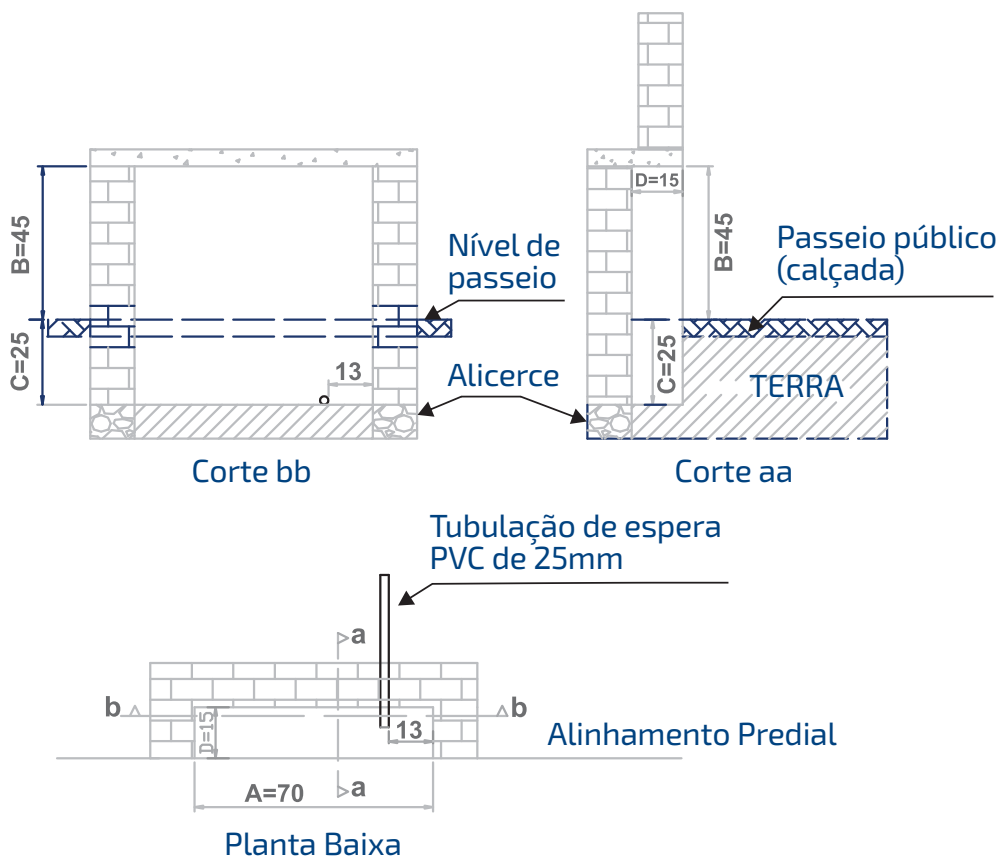 B=45
C=25
13
Nível de
passeio
Alicerce
Corte bb
D=15
B=45
C=25
Passeio público
(calçada)
TERRA
Corte aa
Tubulação de espera
PVC de 25mm
a
b
b
D=15
13
Alinhamento Predial
A=70
a
Planta Baixa